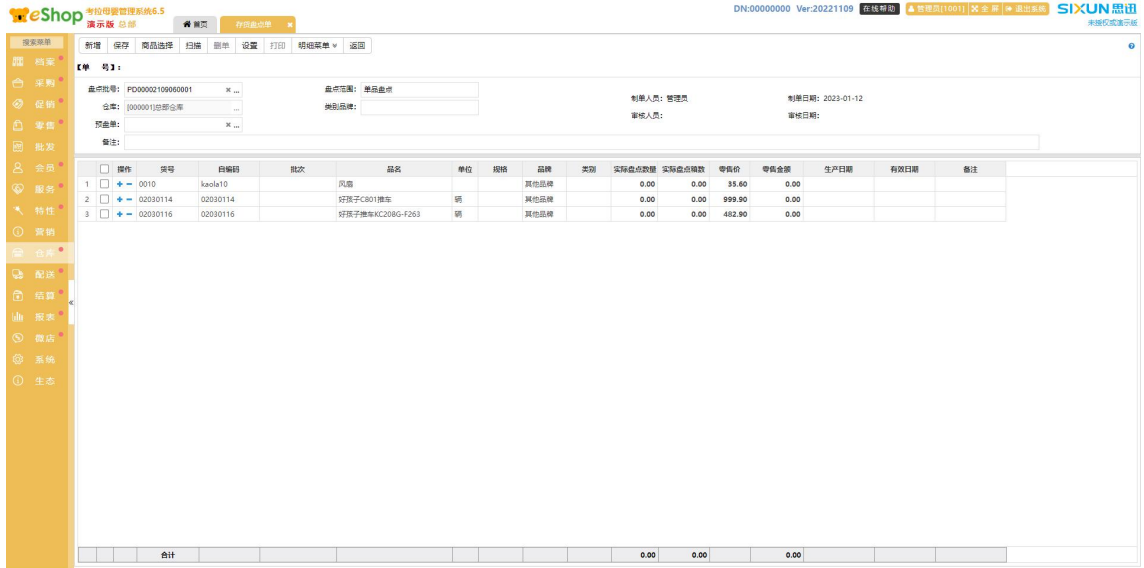 eShop 考拉母婴管理系统6.5
演示版 总部
首页
存货盘点单
DN:00000000 Ver:20221109 在线帮助 管理员[1001] 全 屏 退出系统
SIXUN思迅
未授权或演示版
搜索菜单
新增 保存 商品选择 扫描 删单 设置 打印 明细菜单 返回
档案
采购
促销
零售
批发
会员
服务
特性
营销
仓库
配送
结算
报表
微店
系统
生态
【单 号】:
盘点批号: PD00002109060001 ...
盘点范围: 单品盘点
制单人员: 管理员
制单日期: 2023-01-12
仓库: [000001]总部仓库 ...
类别品牌:
审核人员:
审核日期:
预盘单: ...
备注:
操作 货号 自编码 批次 品名 单位 规格 品牌 类别 实际盘点数量 实际盘点箱数 零售价 零售金额 生产日期 有效日期 备注
1 0010 kaola10 风扇 其他品牌 0.00 0.00 35.60 0.00
2 02030114 02030114 好孩子C801推车 辆 其他品牌 0.00 0.00 999.90 0.00
3 02030116 02030116 好孩子推车KC208G-F263 辆 其他品牌 0.00 0.00 482.90 0.00
合计 0.00 0.00 0.00